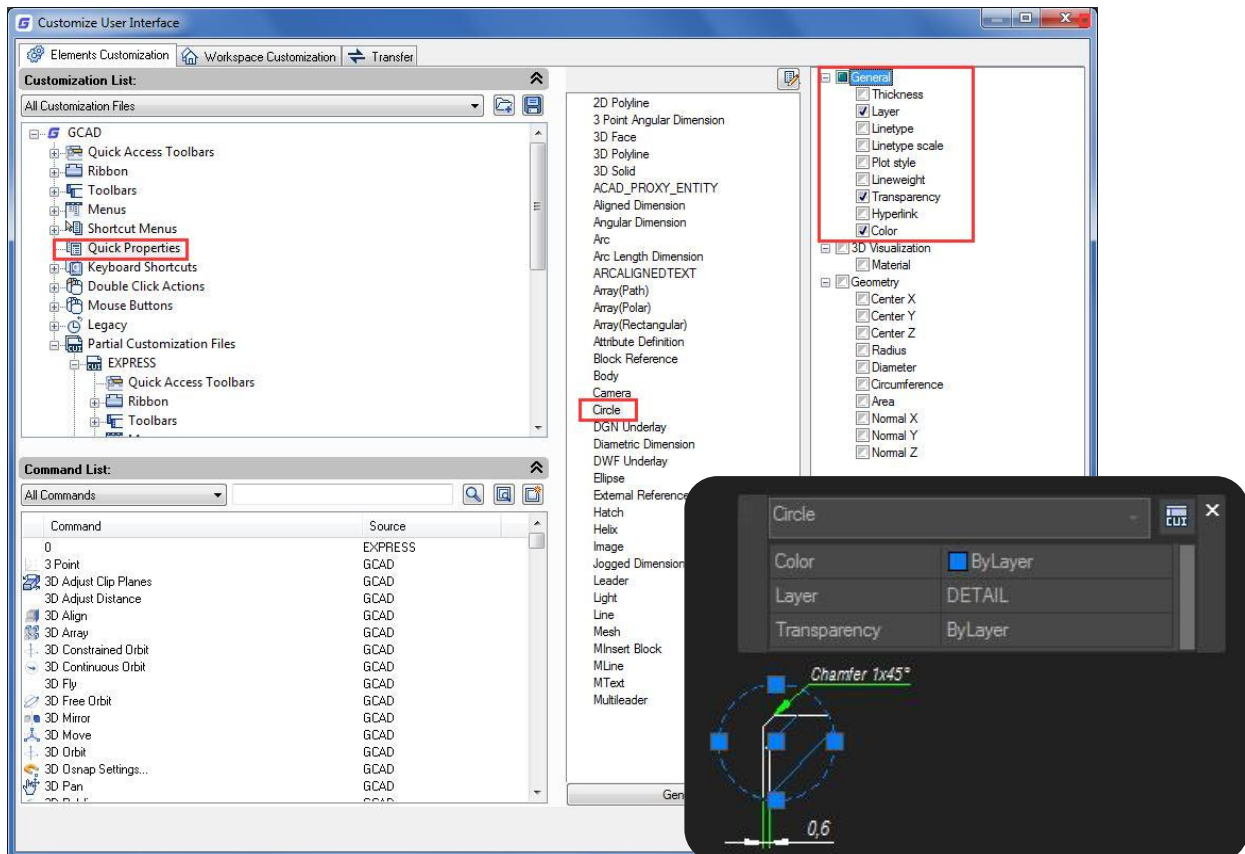 Customize User Interface
Elements Customization
Workspace Customization
Transfer
Customization List:
All Customization Files
GCAD
Quick Access Toolbars
Ribbon
Toolbars
Menus
Shortcut Menus
Quick Properties
Keyboard Shortcuts
Double Click Actions
Mouse Buttons
Legacy
Partial Customization Files
EXPRESS
Quick Access Toolbars
Ribbon
Toolbars
Command List:
All Commands
Command Source
0 EXPRESS
3 Point GCAD
3D Adjust Clip Planes GCAD
3D Adjust Distance GCAD
3D Align GCAD
3D Array GCAD
3D Constrained Orbit GCAD
3D Continuous Orbit GCAD
3D Fly GCAD
3D Free Orbit GCAD
3D Mirror GCAD
3D Move GCAD
3D Orbit GCAD
3D Osnap Settings... GCAD
3D Pan GCAD
2D Polyline
3 Point Angular Dimension
3D Face
3D Polyline
3D Solid
ACAD_PROXY_ENTITY
Aligned Dimension
Angular Dimension
Arc
Arc Length Dimension
ARCALIGNEDTEXT
Array(Path)
Array(Polar)
Array(Rectangular)
Attribute Definition
Block Reference
Body
Camera
Circle
DGN Underlay
Diametric Dimension
DWF Underlay
Ellipse
External Reference
Hatch
Helix
Image
Jogged Dimension
Leader
Light
Line
Mesh
MInsert Block
MLine
MText
Multileader
Gen
General
Thickness
Layer
Linetype
Linetype scale
Plot style
Lineweight
Transparency
Hyperlink
Color
3D Visualization
Material
Geometry
Center X
Center Y
Center Z
Radius
Diameter
Circumference
Area
Normal X
Normal Y
Normal Z
Circle
CUI
Color ByLayer
Layer DETAIL
Transparency ByLayer
Chamfer 1x45°
0,6